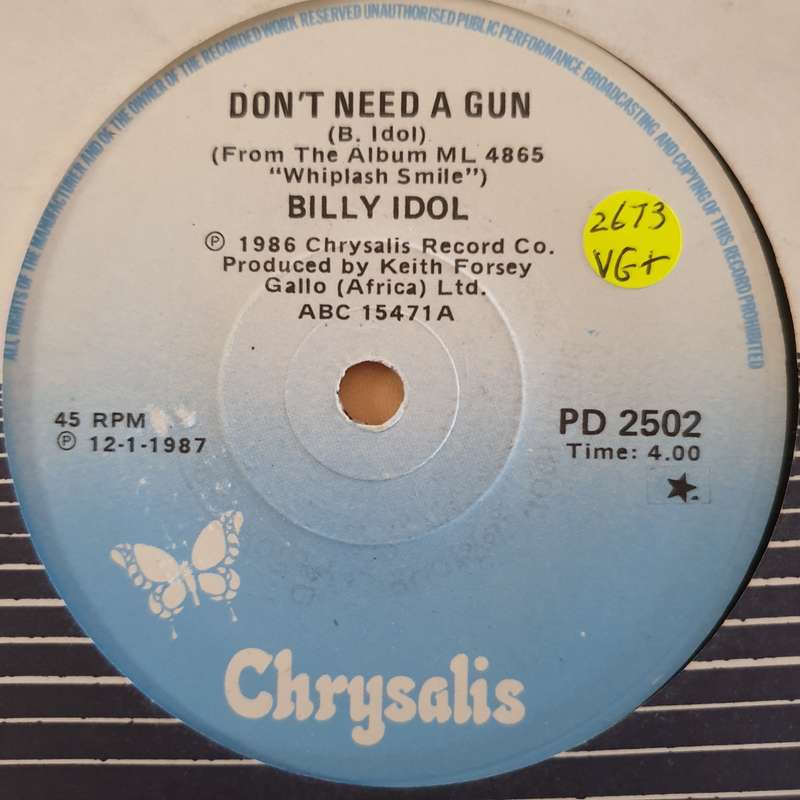 ALL RIGHTS OF THE MANUFACTURER AND OF THE OWNER OF THE RECORDED WORK RESERVED UNAUTHORISED PUBLIC PERFORMANCE BROADCASTING AND COPYING OF THIS RECORD PROHIBITED
DON'T NEED A GUN
(B. Idol)
(From The Album ML 4865
"Whiplash Smile")
BILLY IDOL
℗ 1986 Chrysalis Record Co.
Produced by Keith Forsey
Gallo (Africa) Ltd.
ABC 15471A
26T3
VG+
45 RPM
℗ 12-1-1987
PD 2502
Time: 4.00
Chrysalis